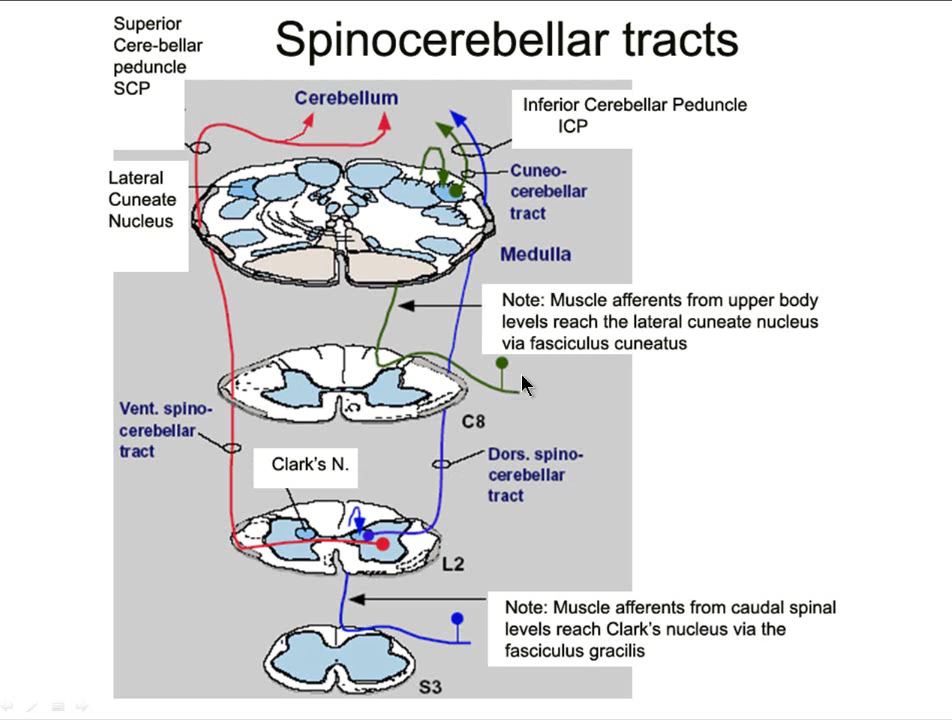 Spinocerebellar tracts
Superior
Cere-bellar
peduncle
SCP
Cerebellum
Inferior Cerebellar Peduncle
ICP
Lateral
Cuneate
Nucleus
Cuneo-
cerebellar
tract
Medulla
Note: Muscle afferents from upper body
levels reach the lateral cuneate nucleus
via fasciculus cuneatus
C8
Vent. spino-
cerebellar
tract
Clark's N.
Dors. spino-
cerebellar
tract
L2
Note: Muscle afferents from caudal spinal
levels reach Clark's nucleus via the
fasciculus gracilis
S3